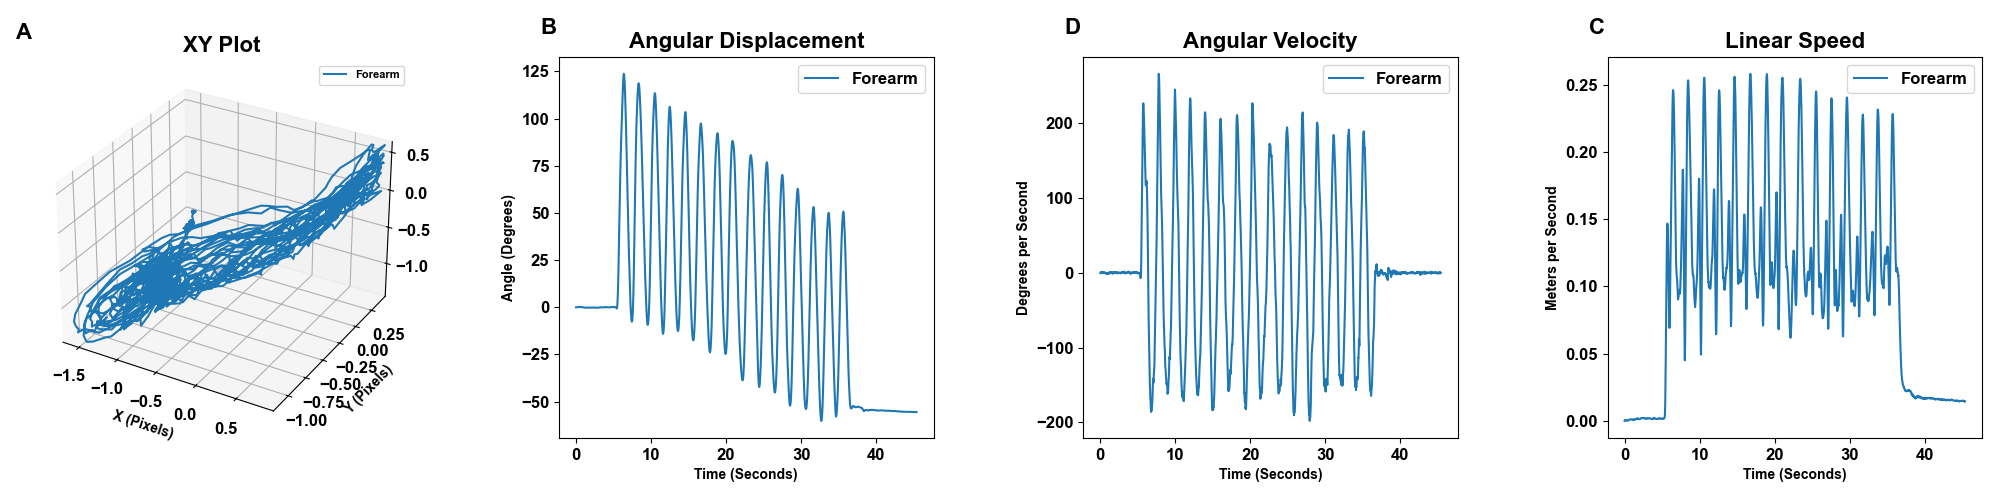 A
XY Plot
Forearm
0.5
0.0
−0.5
−1.0
0.25
0.00
−0.25
−0.50
−0.75
−1.00
Y (Pixels)
−1.5
−1.0
−0.5
0.0
0.5
X (Pixels)
B
Angular Displacement
Forearm
125
100
75
50
25
0
−25
−50
Angle (Degrees)
0 10 20 30 40
Time (Seconds)
D
Angular Velocity
Forearm
200
100
0
−100
−200
Degrees per Second
0 10 20 30 40
Time (Seconds)
C
Linear Speed
Forearm
0.25
0.20
0.15
0.10
0.05
0.00
Meters per Second
0 10 20 30 40
Time (Seconds)